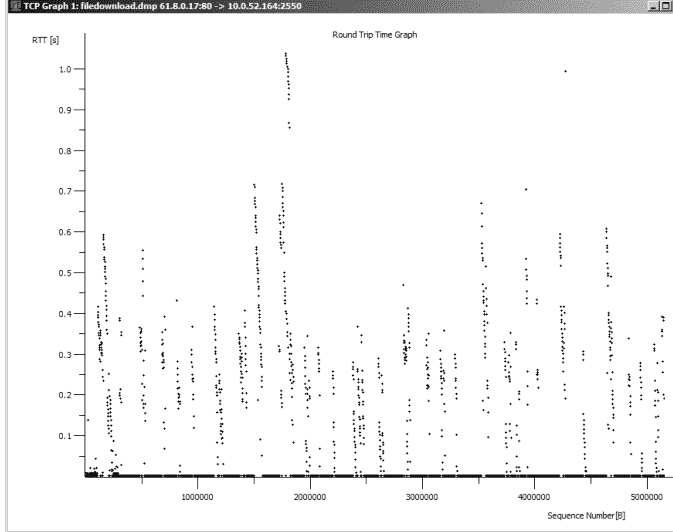 TCP Graph 1: filedownload.dmp 61.8.0.17:80 -> 10.0.52.164:2550
Round Trip Time Graph
RTT [s]
1.0
0.9
0.8
0.7
0.6
0.5
0.4
0.3
0.2
0.1
1000000 2000000 3000000 4000000 5000000
Sequence Number[B]